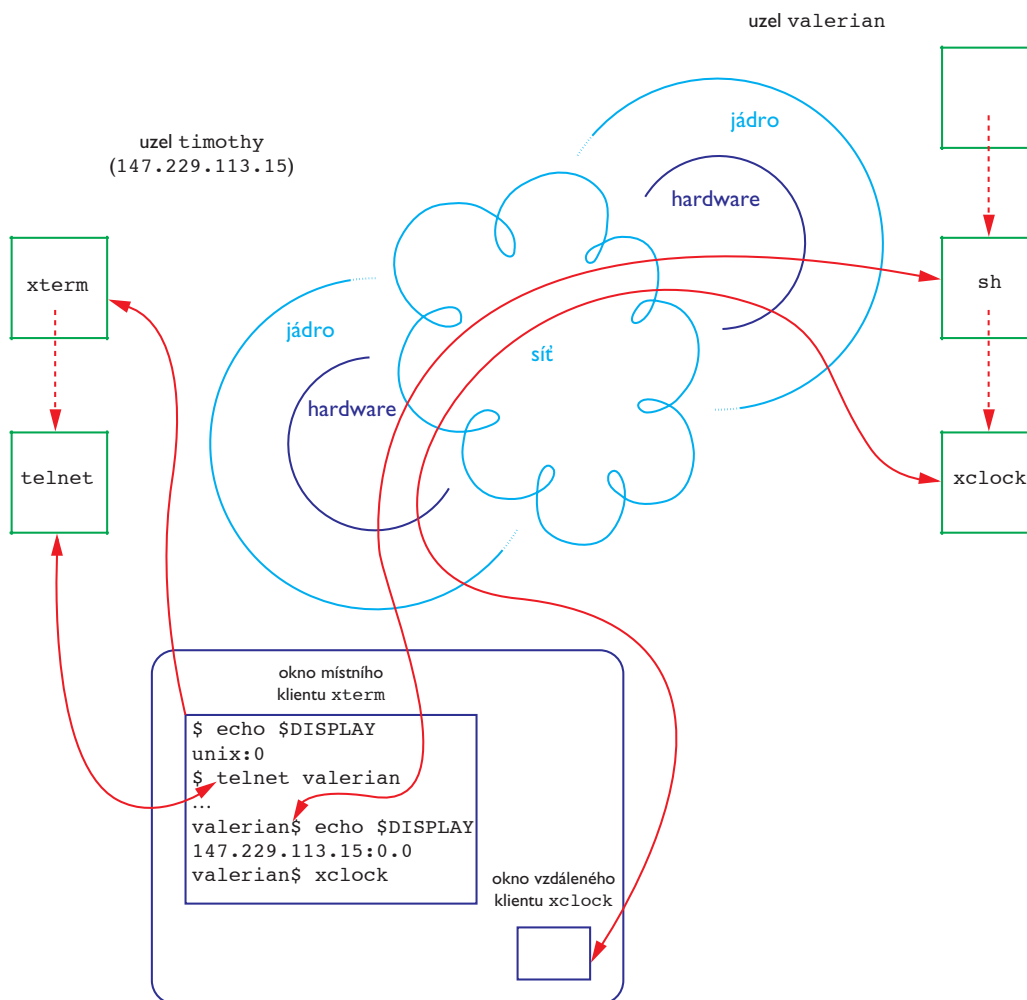 uzel valerian
uzel timothy
(147.229.113.15)
jádro
hardware
xterm
sh
jádro
síť
hardware
telnet
xclock
okno místního
klientu xterm
$ echo $DISPLAY
unix:0
$ telnet valerian
...
valerian$ echo $DISPLAY
147.229.113.15:0.0
valerian$ xclock
okno vzdáleného
klientu xclock